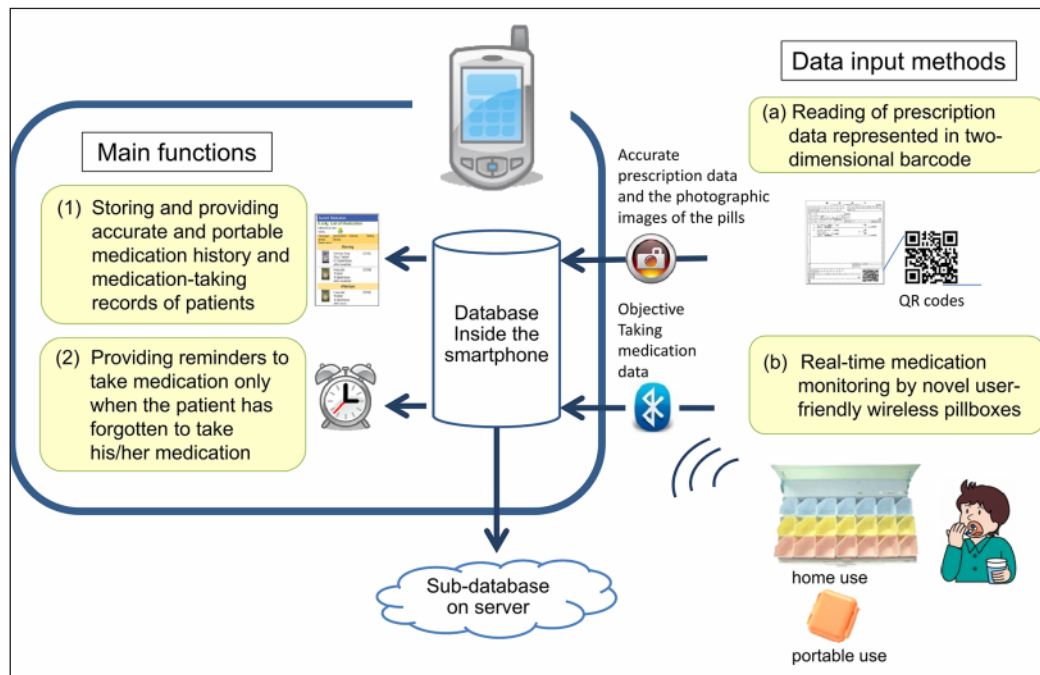 Data input methods
(a) Reading of prescription
data represented in two-
dimensional barcode
Main functions
Accurate
prescription data
and the photographic
images of the pills
(1) Storing and providing
accurate and portable
medication history and
medication-taking
records of patients
Database
Inside the
smartphone
QR codes
Objective
Taking
medication
data
(2) Providing reminders to
take medication only
when the patient has
forgotten to take
his/her medication
(b) Real-time medication
monitoring by novel user-
friendly wireless pillboxes
home use
Sub-database
on server
portable use